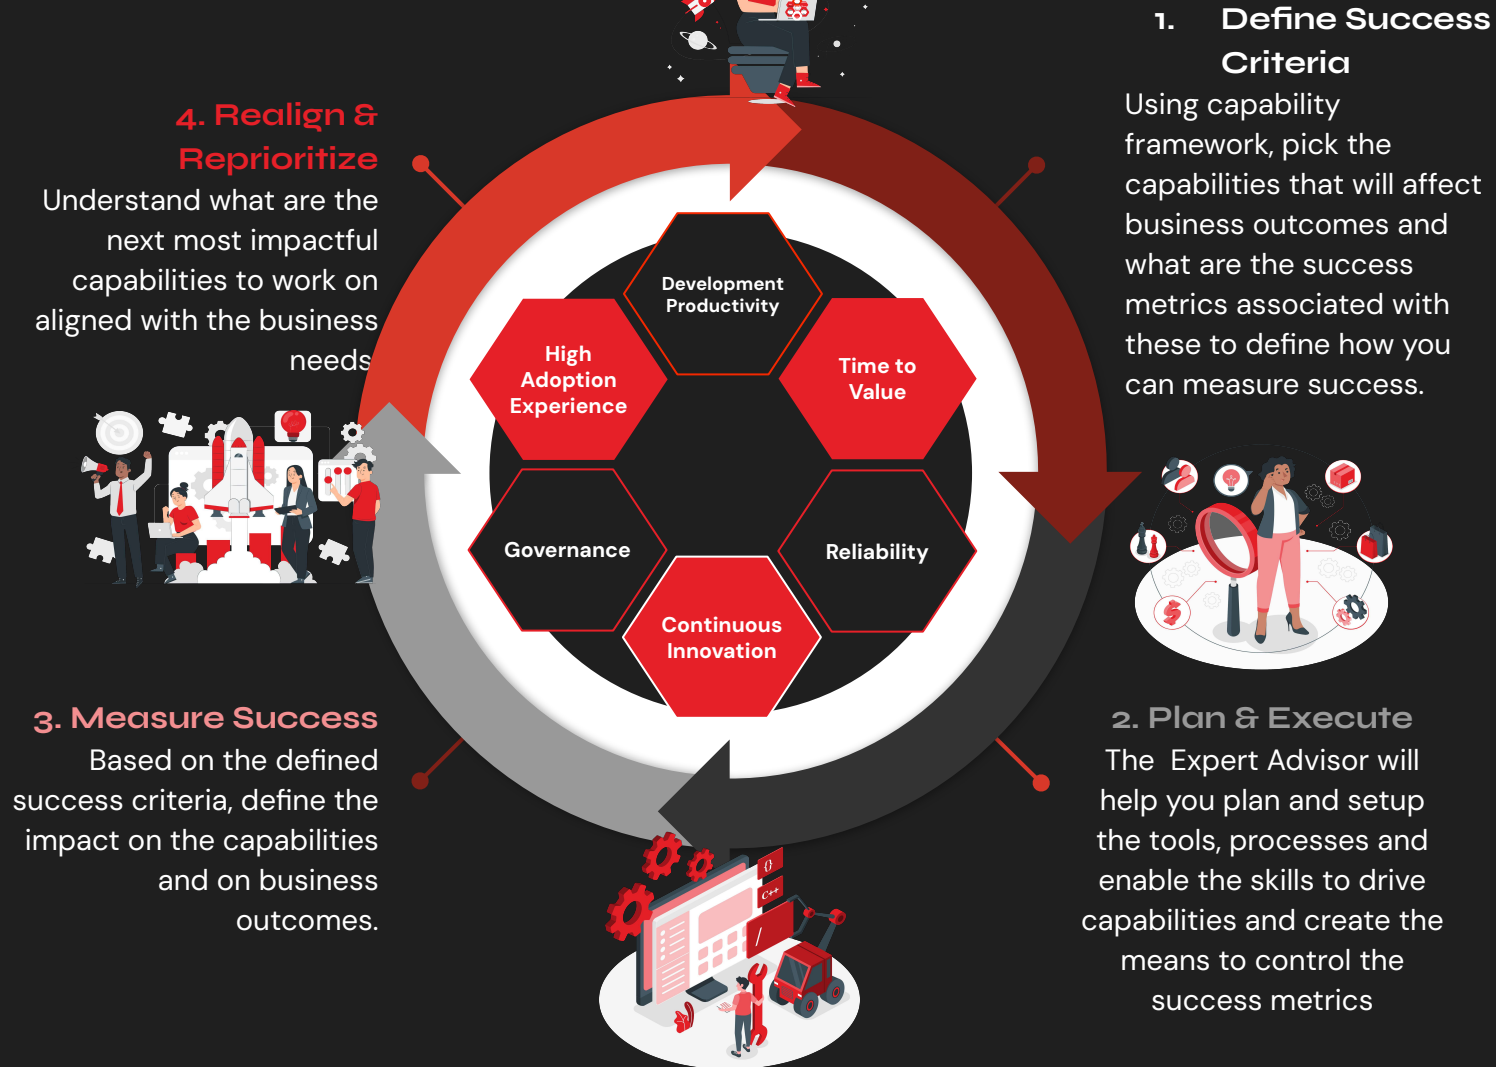 1. Define Success
Criteria
Using capability
framework, pick the
capabilities that will affect
business outcomes and
what are the success
metrics associated with
these to define how you
can measure success.
4. Realign &
Reprioritize
Understand what are the
next most impactful
capabilities to work on
aligned with the business
needs
Development
Productivity
High
Adoption
Experience
Time to
Value
Governance
Reliability
Continuous
Innovation
3. Measure Success
Based on the defined
success criteria, define the
impact on the capabilities
and on business
outcomes.
2. Plan & Execute
The  Expert Advisor will
help you plan and setup
the tools, processes and
enable the skills to drive
capabilities and create the
means to control the
success metrics
{}
C++
/
$